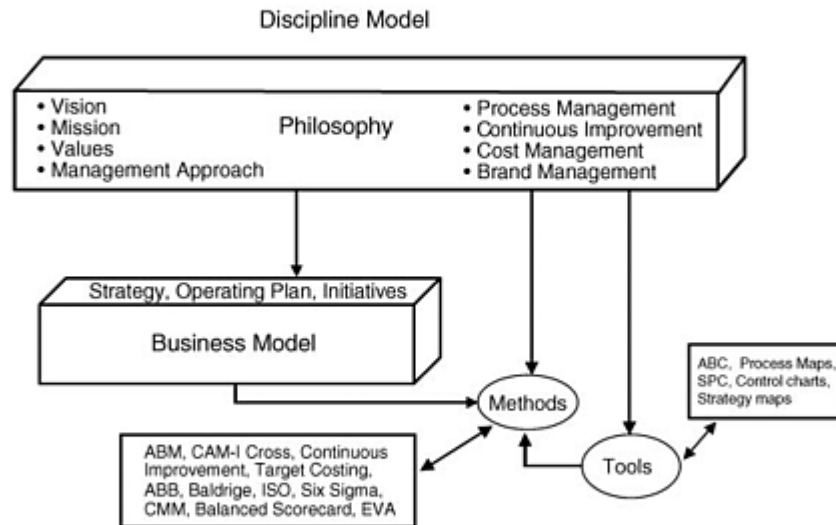 Discipline Model
• Vision
• Mission
• Values
• Management Approach
Philosophy
• Process Management
• Continuous Improvement
• Cost Management
• Brand Management
Strategy, Operating Plan, Initiatives
Business Model
Methods
Tools
ABC, Process Maps,
SPC, Control charts,
Strategy maps
ABM, CAM-I Cross, Continuous
Improvement, Target Costing,
ABB, Baldrige, ISO, Six Sigma,
CMM, Balanced Scorecard, EVA